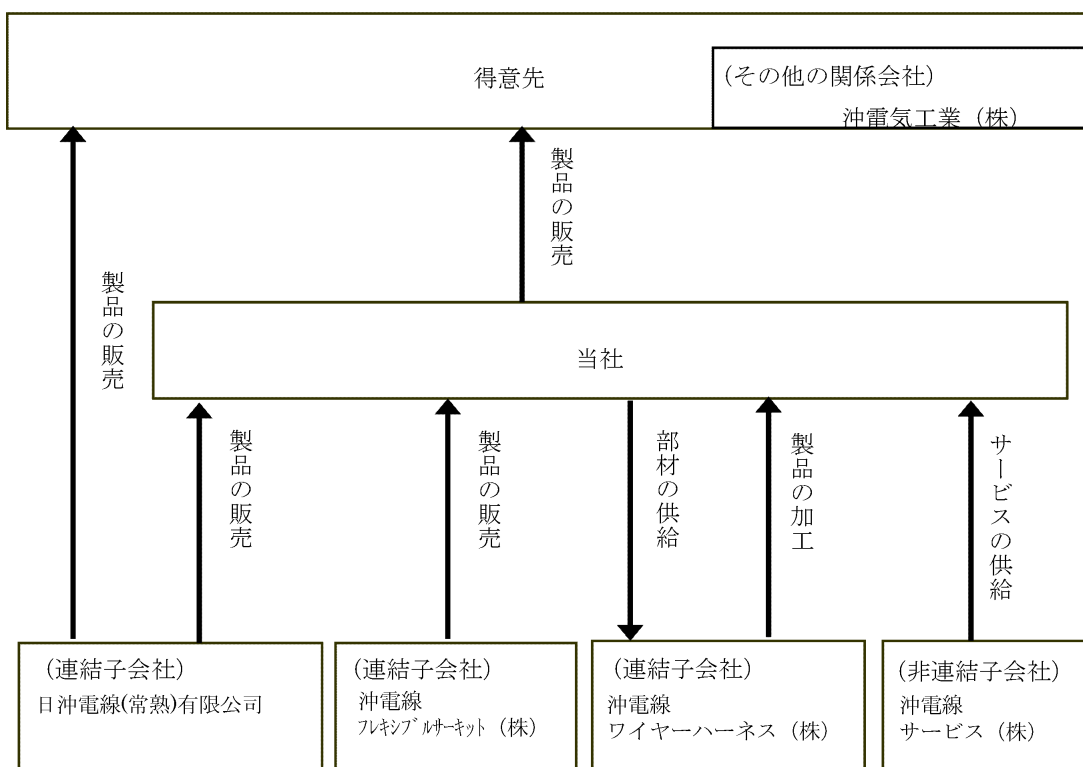 得意先
(その他の関係会社)
沖電気工業（株）
製品の販売
製品の販売
当社
製品の販売
製品の販売
部材の供給
製品の加工
サービスの供給
(連結子会社)
日沖電線(常熟)有限公司
(連結子会社)
沖電線
ﾌﾚｷｼﾌﾞﾙｻｰｷｯﾄ（株）
(連結子会社)
沖電線
ワイヤーハーネス（株）
(非連結子会社)
沖電線
サービス（株）